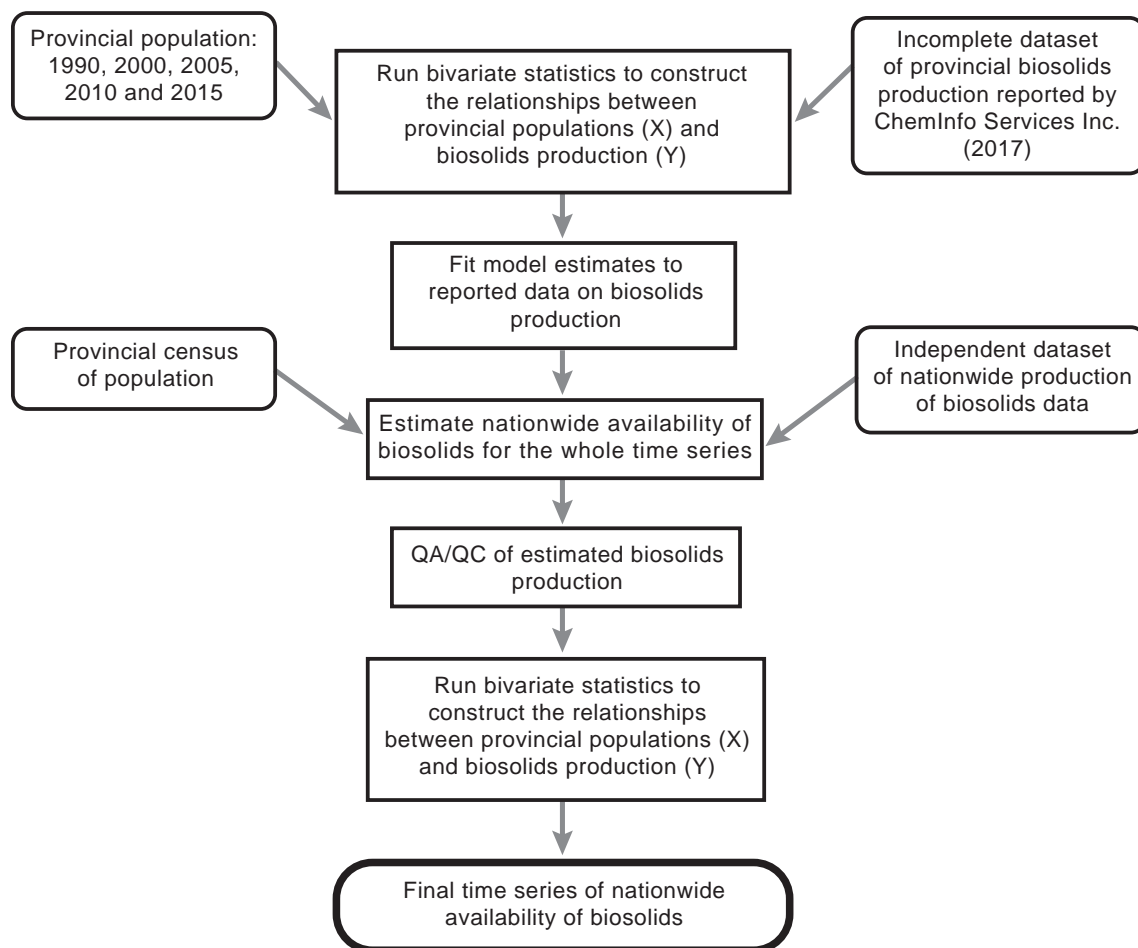 Provincial population:
1990, 2000, 2005,
2010 and 2015
Run bivariate statistics to construct
the relationships between
provincial populations (X) and
biosolids production (Y)
Incomplete dataset
of provincial biosolids
production reported by
ChemInfo Services Inc.
(2017)
Fit model estimates to
reported data on biosolids
production
Provincial census
of population
Independent dataset
of nationwide production
of biosolids data
Estimate nationwide availability of
biosolids for the whole time series
QA/QC of estimated biosolids
production
Run bivariate statistics to
construct the relationships
between provincial populations (X)
and biosolids production (Y)
Final time series of nationwide
availability of biosolids